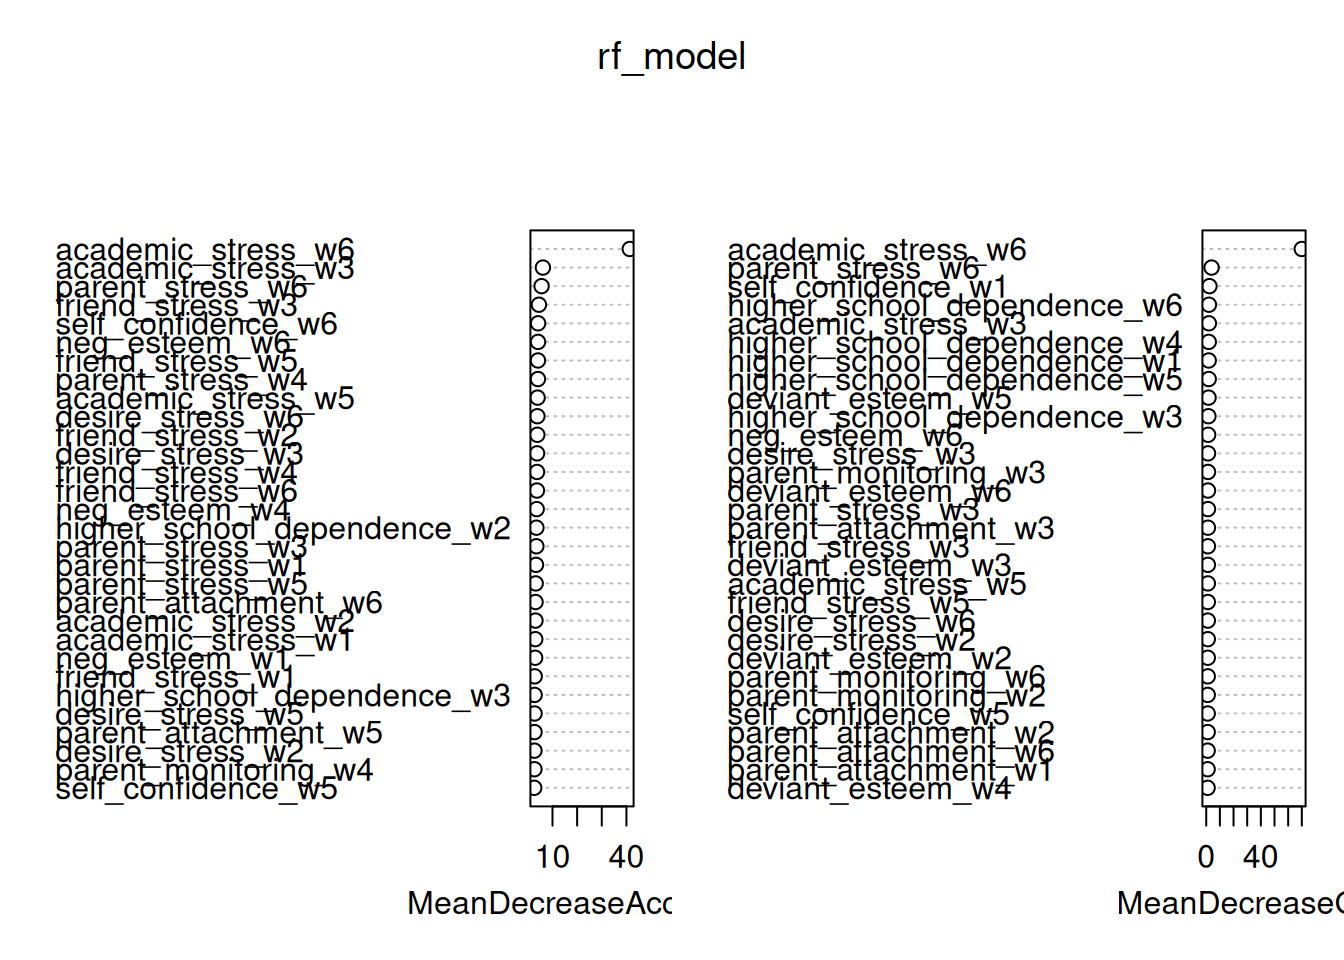 rf_model
academic_stress_w6
academic_stress_w3
parent_stress_w6
friend_stress_w3
self_confidence_w6
neg_esteem_w6
friend_stress_w5
parent_stress_w4
academic_stress_w5
desire_stress_w6
friend_stress_w2
desire_stress_w3
friend_stress_w4
friend_stress_w6
neg_esteem_w4
higher_school_dependence_w2
parent_stress_w3
parent_stress_w1
parent_stress_w5
parent_attachment_w6
academic_stress_w2
academic_stress_w1
neg_esteem_w1
friend_stress_w1
higher_school_dependence_w3
desire_stress_w5
parent_attachment_w5
desire_stress_w2
parent_monitoring_w4
self_confidence_w5
10 40
MeanDecreaseAcc
academic_stress_w6
parent_stress_w6
self_confidence_w1
higher_school_dependence_w6
academic_stress_w3
higher_school_dependence_w4
higher_school_dependence_w1
higher_school_dependence_w5
deviant_esteem_w5
higher_school_dependence_w3
neg_esteem_w6
desire_stress_w3
parent_monitoring_w3
deviant_esteem_w6
parent_stress_w3
parent_attachment_w3
friend_stress_w3
deviant_esteem_w3
academic_stress_w5
friend_stress_w5
desire_stress_w6
desire_stress_w2
deviant_esteem_w2
parent_monitoring_w6
parent_monitoring_w2
self_confidence_w5
parent_attachment_w2
parent_attachment_w6
parent_attachment_w1
deviant_esteem_w4
0 40
MeanDecreaseG